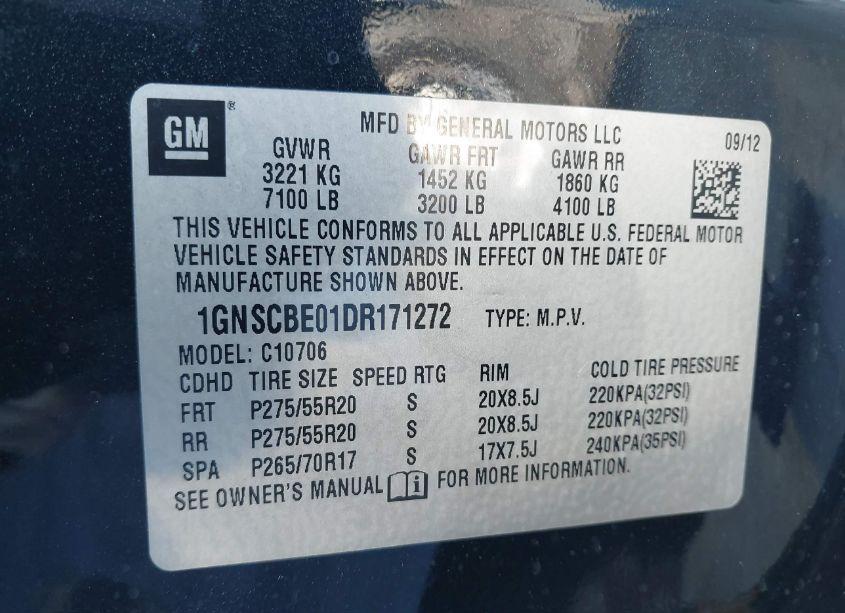 GM®
MFD BY GENERAL MOTORS LLC 09/12
GVWR GAWR FRT GAWR RR
3221 KG 1452 KG 1860 KG
7100 LB 3200 LB 4100 LB
THIS VEHICLE CONFORMS TO ALL APPLICABLE U.S. FEDERAL MOTOR
VEHICLE SAFETY STANDARDS IN EFFECT ON THE DATE OF
MANUFACTURE SHOWN ABOVE.
1GNSCBE01DR171272 TYPE: M.P.V.
MODEL: C10706
CDHD TIRE SIZE SPEED RTG RIM COLD TIRE PRESSURE
FRT P275/55R20 S 20X8.5J 220KPA(32PSI)
RR P275/55R20 S 20X8.5J 220KPA(32PSI)
SPA P265/70R17 S 17X7.5J 240KPA(35PSI)
SEE OWNER'S MANUAL i FOR MORE INFORMATION.